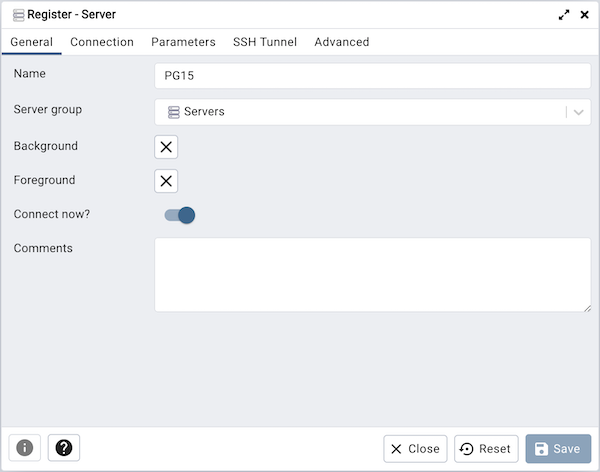 Register - Server
General Connection Parameters SSH Tunnel Advanced
Name PG15
Server group Servers
Background
Foreground
Connect now?
Comments
Close Reset Save